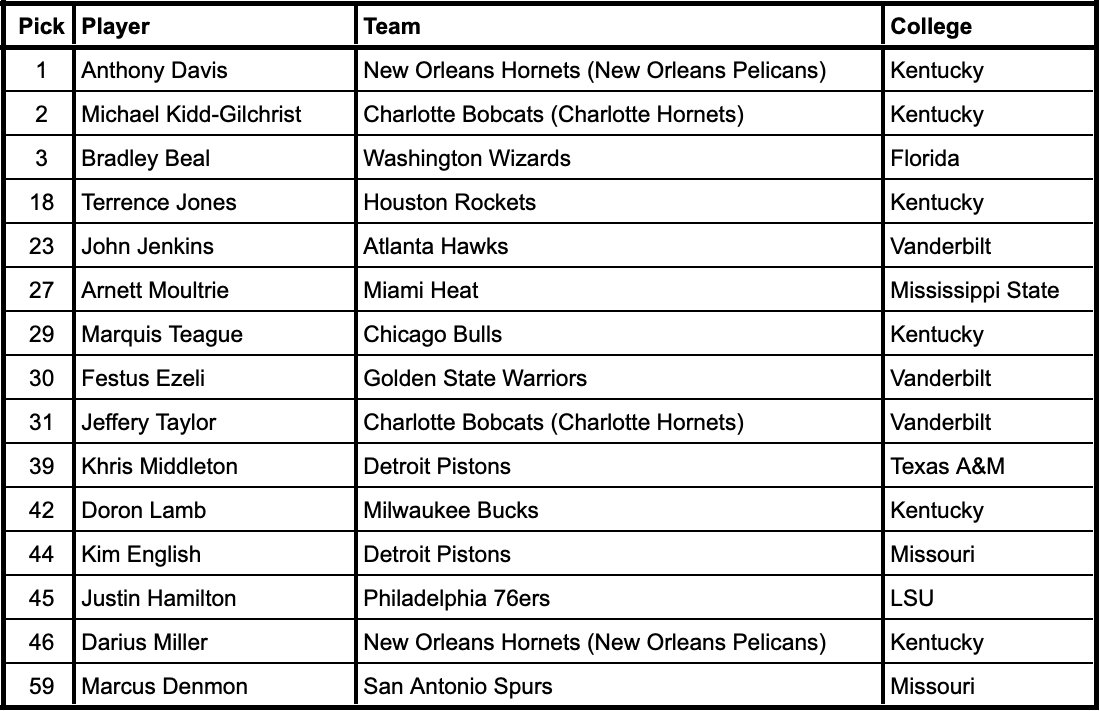 Pick Player Team College
1 Anthony Davis New Orleans Hornets (New Orleans Pelicans) Kentucky
2 Michael Kidd-Gilchrist Charlotte Bobcats (Charlotte Hornets) Kentucky
3 Bradley Beal Washington Wizards Florida
18 Terrence Jones Houston Rockets Kentucky
23 John Jenkins Atlanta Hawks Vanderbilt
27 Arnett Moultrie Miami Heat Mississippi State
29 Marquis Teague Chicago Bulls Kentucky
30 Festus Ezeli Golden State Warriors Vanderbilt
31 Jeffery Taylor Charlotte Bobcats (Charlotte Hornets) Vanderbilt
39 Khris Middleton Detroit Pistons Texas A&M
42 Doron Lamb Milwaukee Bucks Kentucky
44 Kim English Detroit Pistons Missouri
45 Justin Hamilton Philadelphia 76ers LSU
46 Darius Miller New Orleans Hornets (New Orleans Pelicans) Kentucky
59 Marcus Denmon San Antonio Spurs Missouri